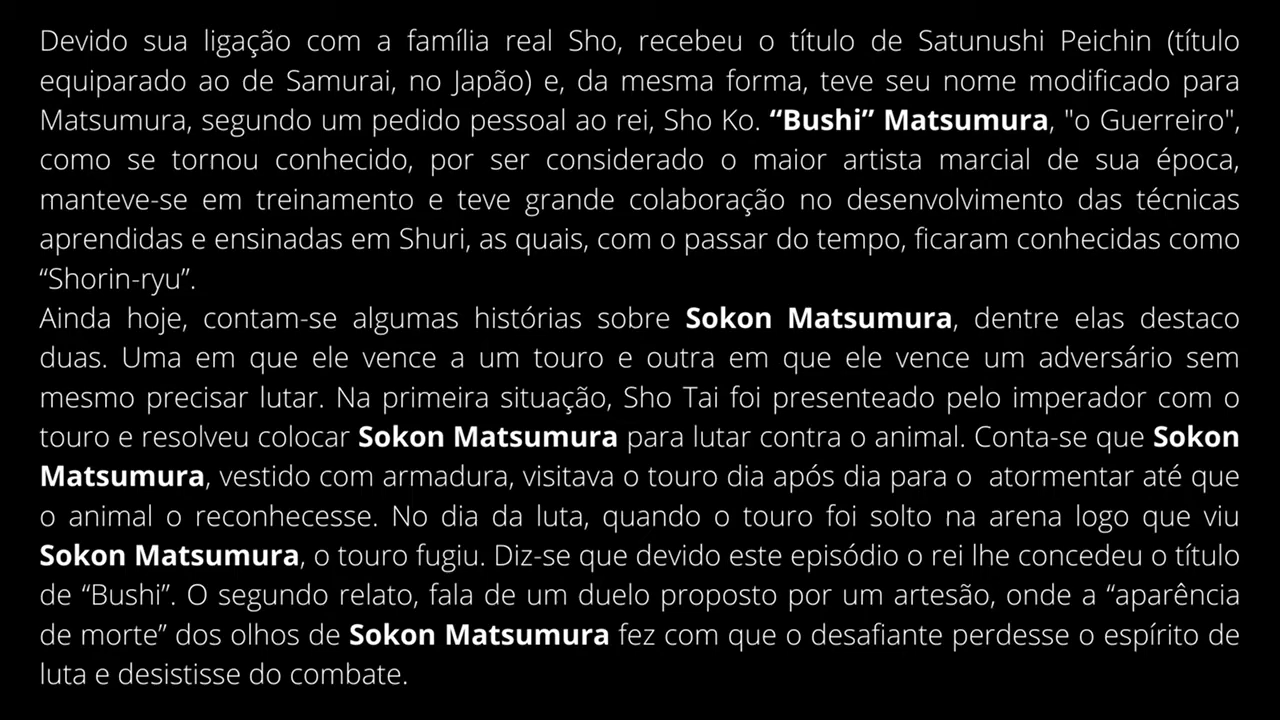 Devido sua ligação com a família real Sho, recebeu o título de Satunushi Peichin (título
equiparado ao de Samurai, no Japão) e, da mesma forma, teve seu nome modificado para
Matsumura, segundo um pedido pessoal ao rei, Sho Ko. “Bushi” Matsumura, "o Guerreiro",
como se tornou conhecido, por ser considerado o maior artista marcial de sua época,
manteve-se em treinamento e teve grande colaboração no desenvolvimento das técnicas
aprendidas e ensinadas em Shuri, as quais, com o passar do tempo, ficaram conhecidas como
“Shorin-ryu”.
Ainda hoje, contam-se algumas histórias sobre Sokon Matsumura, dentre elas destaco
duas. Uma em que ele vence a um touro e outra em que ele vence um adversário sem
mesmo precisar lutar. Na primeira situação, Sho Tai foi presenteado pelo imperador com o
touro e resolveu colocar Sokon Matsumura para lutar contra o animal. Conta-se que Sokon
Matsumura, vestido com armadura, visitava o touro dia após dia para o  atormentar até que
o animal o reconhecesse. No dia da luta, quando o touro foi solto na arena logo que viu
Sokon Matsumura, o touro fugiu. Diz-se que devido este episódio o rei lhe concedeu o título
de “Bushi”. O segundo relato, fala de um duelo proposto por um artesão, onde a “aparência
de morte” dos olhos de Sokon Matsumura fez com que o desafiante perdesse o espírito de
luta e desistisse do combate.